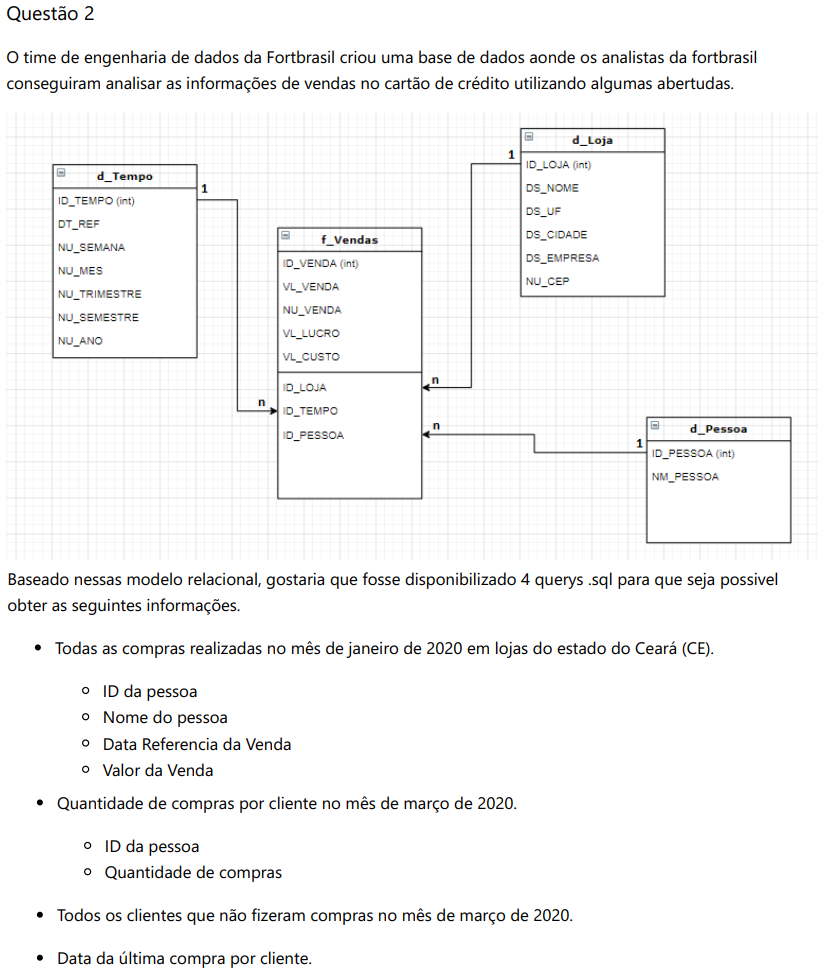 Questão 2
O time de engenharia de dados da Fortbrasil criou uma base de dados aonde os analistas da fortbrasil
conseguiram analisar as informações de vendas no cartão de crédito utilizando algumas abertudas.
d_Tempo
ID_TEMPO (int)
DT_REF
NU_SEMANA
NU_MES
NU_TRIMESTRE
NU_SEMESTRE
NU_ANO
1
n
f_Vendas
ID_VENDA (int)
VL_VENDA
NU_VENDA
VL_LUCRO
VL_CUSTO
ID_LOJA
ID_TEMPO
ID_PESSOA
1
n
d_Loja
ID_LOJA (int)
DS_NOME
DS_UF
DS_CIDADE
DS_EMPRESA
NU_CEP
n
1
d_Pessoa
ID_PESSOA (int)
NM_PESSOA
Baseado nessas modelo relacional, gostaria que fosse disponibilizado 4 querys .sql para que seja possivel
obter as seguintes informações.
• Todas as compras realizadas no mês de janeiro de 2020 em lojas do estado do Ceará (CE).
◦ ID da pessoa
◦ Nome do pessoa
◦ Data Referencia da Venda
◦ Valor da Venda
• Quantidade de compras por cliente no mês de março de 2020.
◦ ID da pessoa
◦ Quantidade de compras
• Todos os clientes que não fizeram compras no mês de março de 2020.
• Data da última compra por cliente.